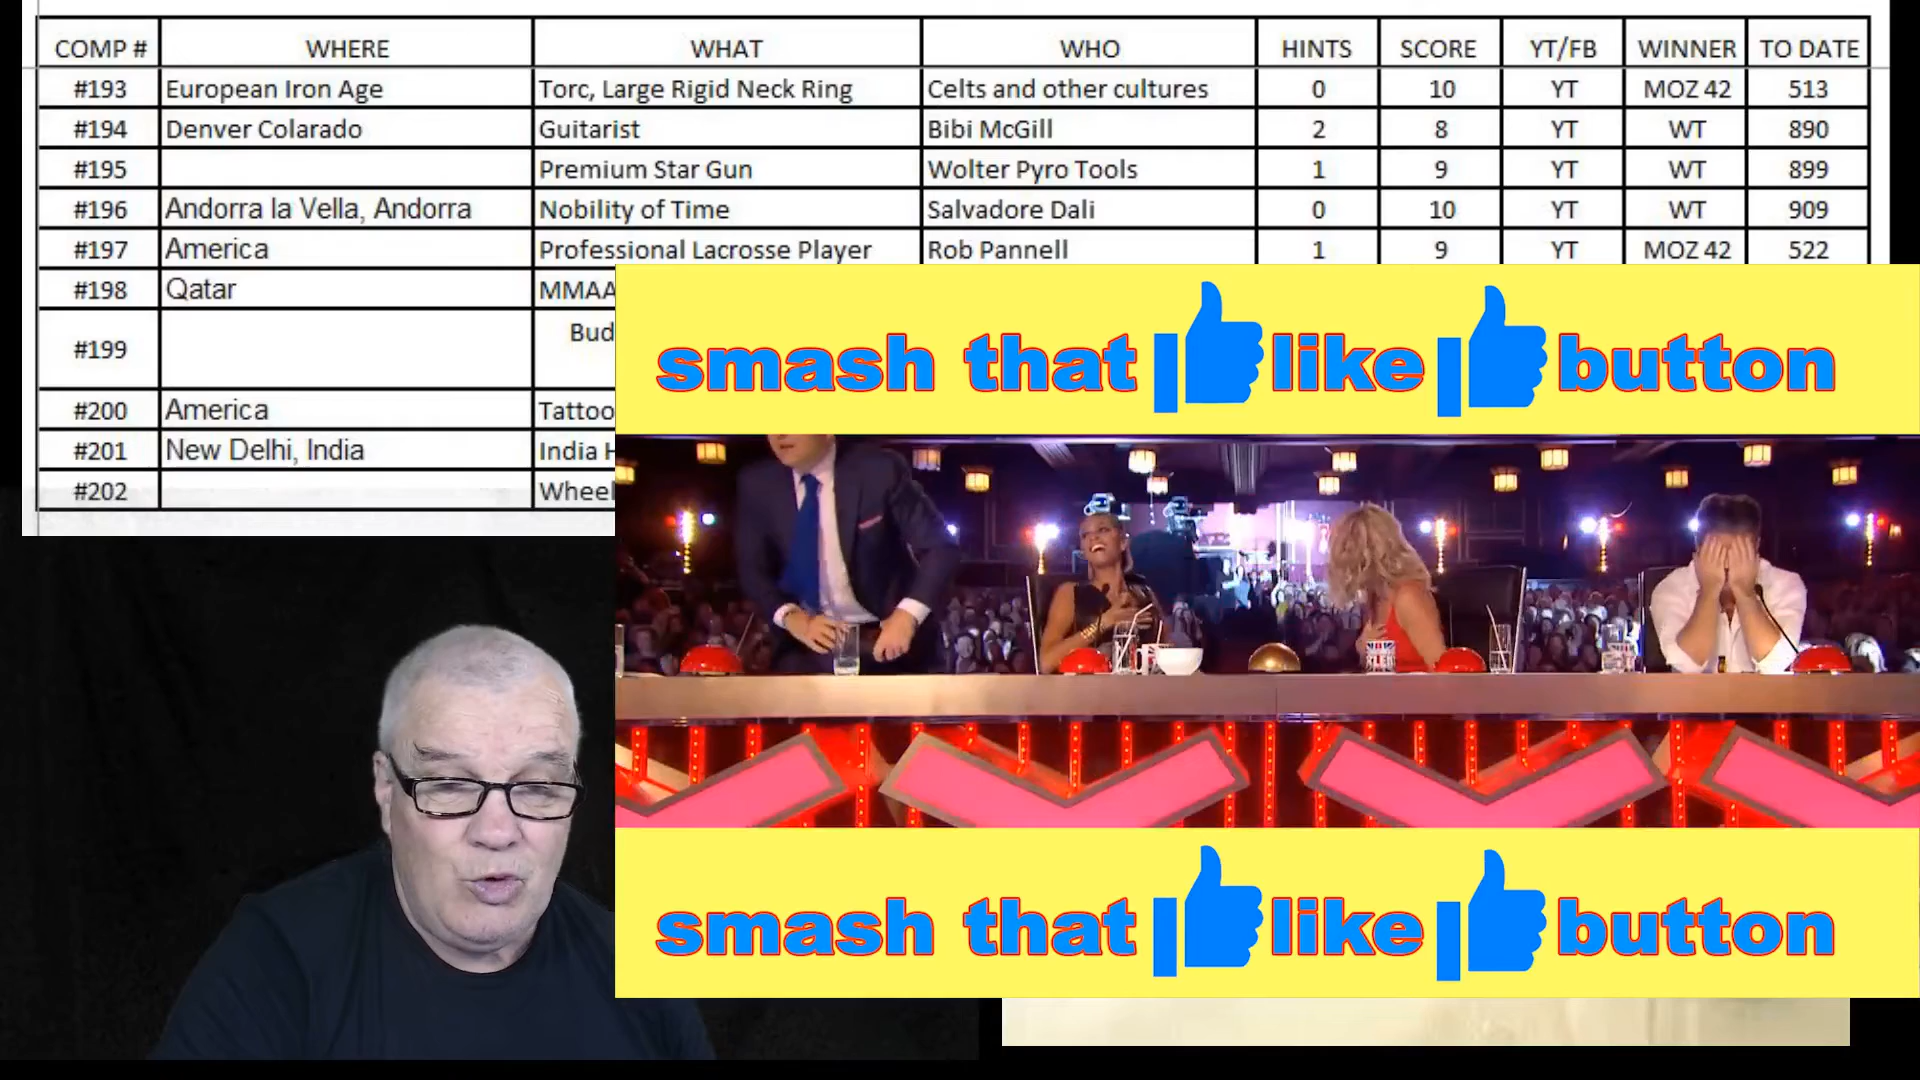 COMP # WHERE WHAT WHO HINTS SCORE YT/FB WINNER TO DATE
#193 European Iron Age Torc, Large Rigid Neck Ring Celts and other cultures 0 10 YT MOZ 42 513
#194 Denver Colarado Guitarist Bibi McGill 2 8 YT WT 890
#195 Premium Star Gun Wolter Pyro Tools 1 9 YT WT 899
#196 Andorra la Vella, Andorra Nobility of Time Salvadore Dali 0 10 YT WT 909
#197 America Professional Lacrosse Player Rob Pannell 1 9 YT MOZ 42 522
#198 Qatar MMAA
#199 Bud
#200 America Tattoo
#201 New Delhi, India India H
#202 Wheel
smash that like button
smash that like button